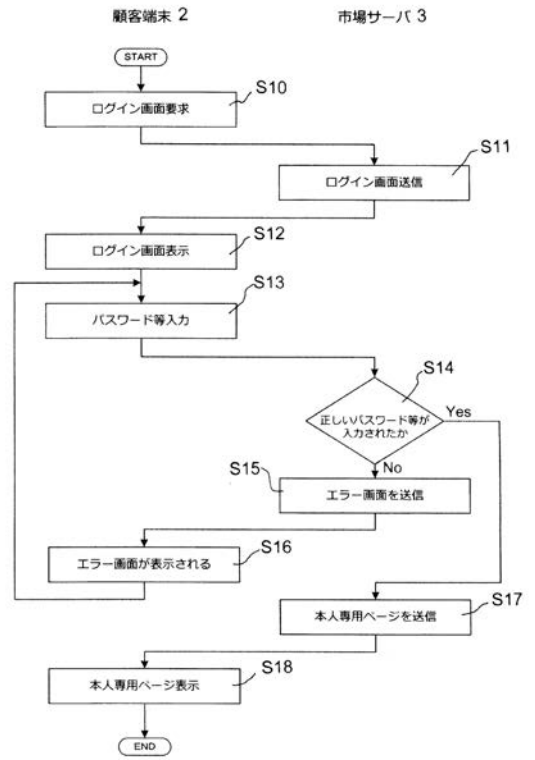 顧客端末 2
市場サーバ 3
START
S10
ログイン画面要求
S11
ログイン画面送信
S12
ログイン画面表示
S13
パスワード等入力
S14
正しいパスワード等が
入力されたか
Yes
No
S15
エラー画面を送信
S16
エラー画面が表示される
S17
本人専用ページを送信
S18
本人専用ページ表示
END